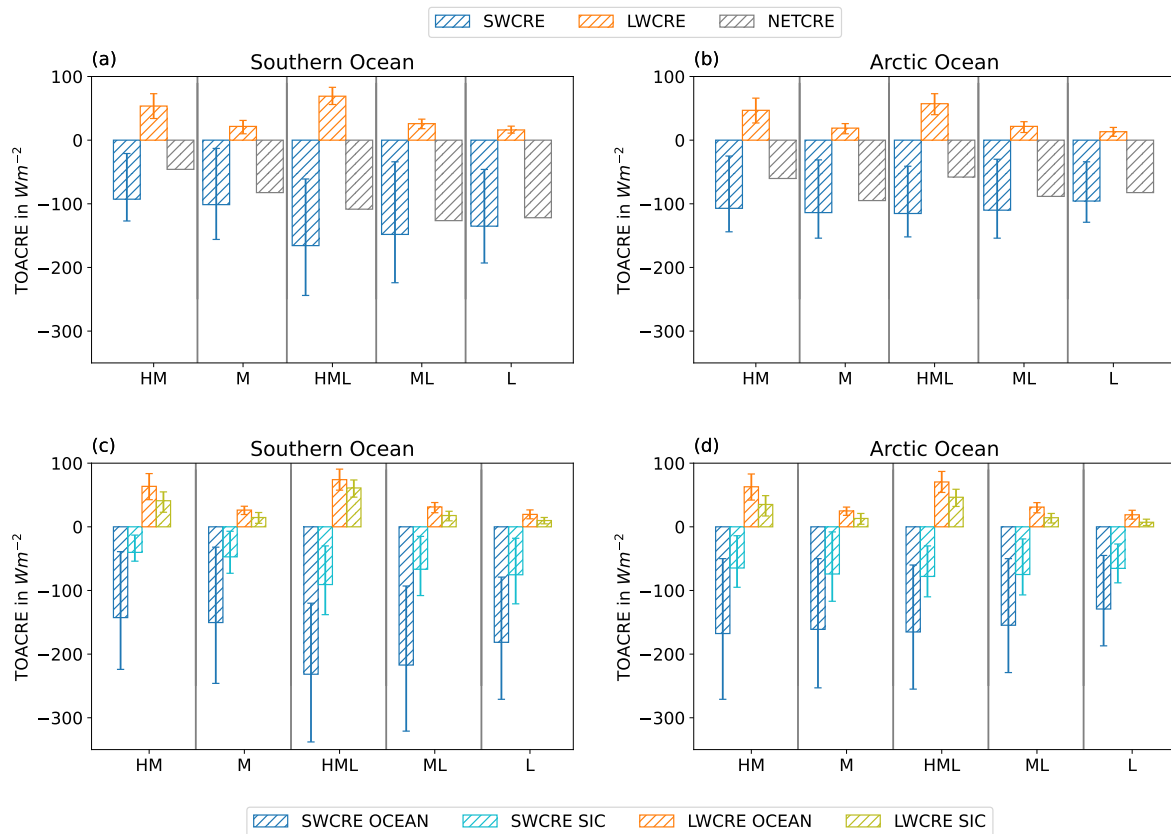 SWCRE LWCRE NETCRE
(a) Southern Ocean
(b) Arctic Ocean
TOACRE in Wm⁻²
100
0
−100
−200
−300
HM M HML ML L
TOACRE in Wm⁻²
100
0
−100
−200
−300
HM M HML ML L
(c) Southern Ocean
(d) Arctic Ocean
TOACRE in Wm⁻²
100
0
−100
−200
−300
HM M HML ML L
TOACRE in Wm⁻²
100
0
−100
−200
−300
HM M HML ML L
SWCRE OCEAN SWCRE SIC LWCRE OCEAN LWCRE SIC